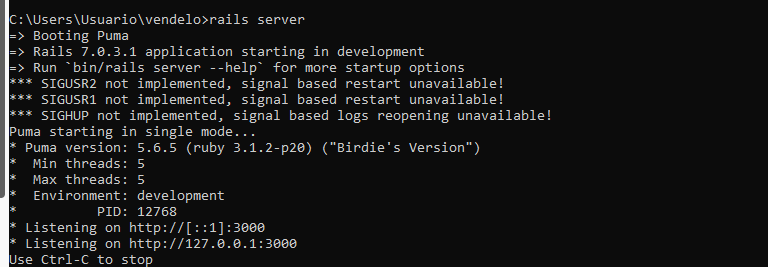 C:\Users\Usuario\vendelo>rails server
=> Booting Puma
=> Rails 7.0.3.1 application starting in development
=> Run `bin/rails server --help` for more startup options
*** SIGUSR2 not implemented, signal based restart unavailable!
*** SIGUSR1 not implemented, signal based restart unavailable!
*** SIGHUP not implemented, signal based logs reopening unavailable!
Puma starting in single mode...
* Puma version: 5.6.5 (ruby 3.1.2-p20) ("Birdie's Version")
*  Min threads: 5
*  Max threads: 5
*  Environment: development
*          PID: 12768
* Listening on http://[::1]:3000
* Listening on http://127.0.0.1:3000
Use Ctrl-C to stop